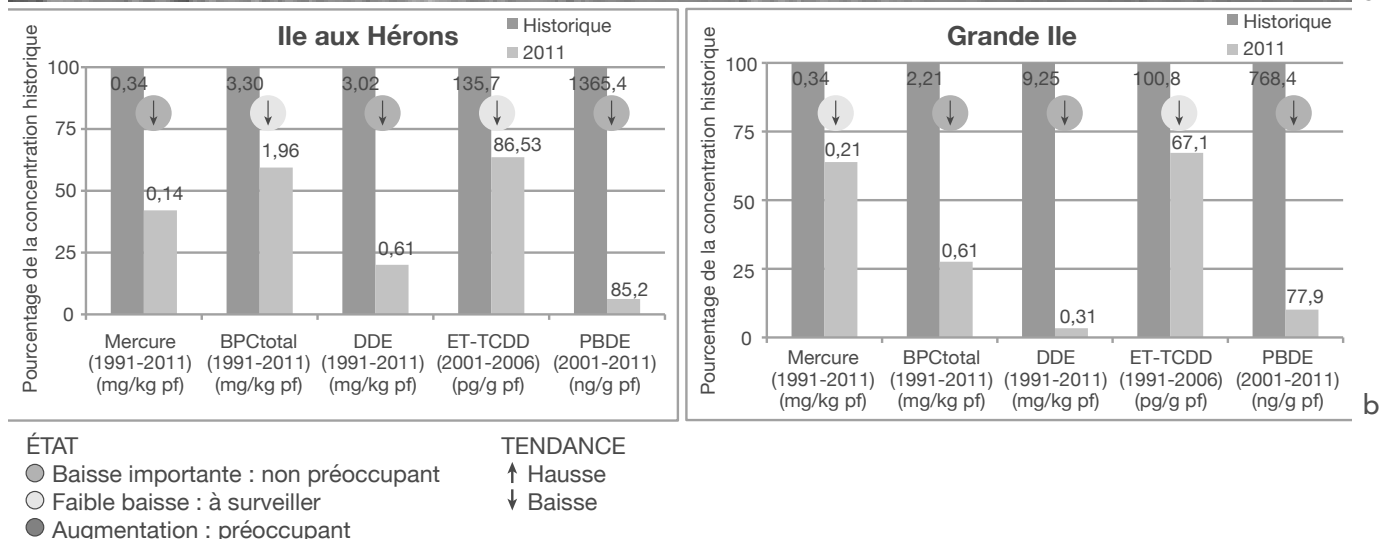 Ile aux Hérons
Historique
2011
Pourcentage de la concentration historique
100
75
50
25
0
0,34
3,30
3,02
135,7
1365,4
0,14
1,96
0,61
86,53
85,2
Mercure BPCtotal DDE ET-TCDD PBDE
(1991-2011) (1991-2011) (1991-2011) (2001-2006) (2001-2011)
(mg/kg pf) (mg/kg pf) (mg/kg pf) (pg/g pf) (ng/g pf)
Grande Ile
Historique
2011
Pourcentage de la concentration historique
100
75
50
25
0
0,34
2,21
9,25
100,8
768,4
0,21
0,61
0,31
67,1
77,9
Mercure BPCtotal DDE ET-TCDD PBDE
(1991-2011) (1991-2011) (1991-2011) (1991-2006) (2001-2011)
(mg/kg pf) (mg/kg pf) (mg/kg pf) (pg/g pf) (ng/g pf)
b
ÉTAT
Baisse importante : non préoccupant
Faible baisse : à surveiller
Augmentation : préoccupant
TENDANCE
Hausse
Baisse